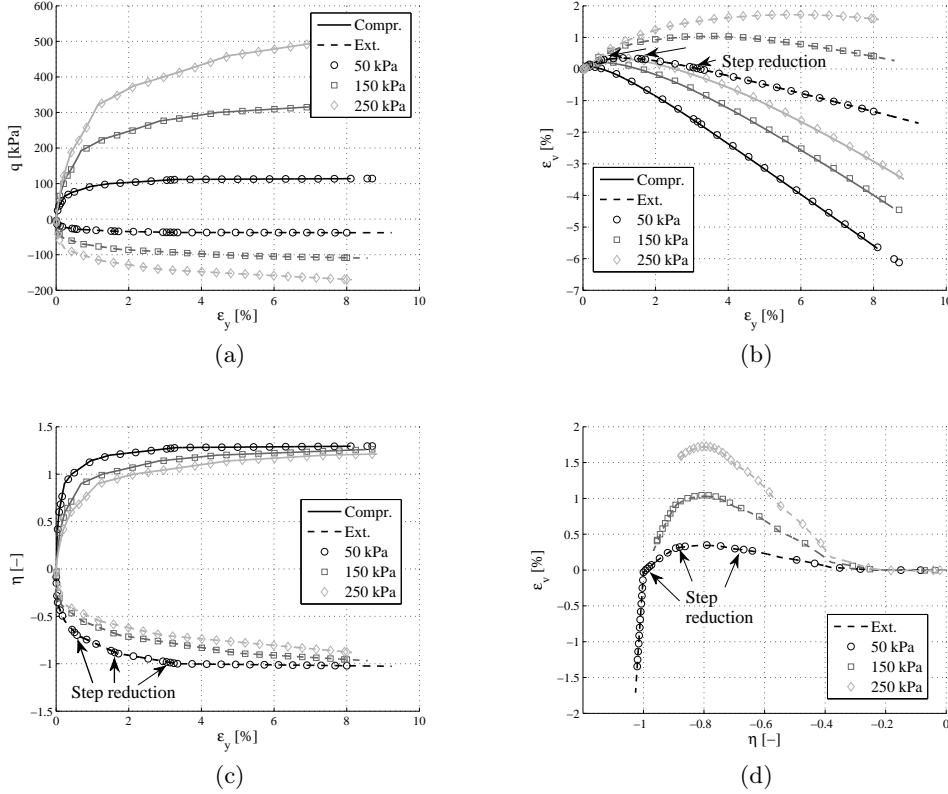 600
500
400
300
200
100
0
−100
−200
q [kPa]
Compr.
Ext.
50 kPa
150 kPa
250 kPa
0 2 4 6 8 10
ε_y [%]
(a)
2
1
0
−1
−2
−3
−4
−5
−6
−7
ε_v [%]
Step reduction
Compr.
Ext.
50 kPa
150 kPa
250 kPa
0 2 4 6 8 10
ε_y [%]
(b)
1.5
1
0.5
0
−0.5
−1
−1.5
η [−]
Compr.
Ext.
50 kPa
150 kPa
250 kPa
Step reduction
0 2 4 6 8 10
ε_y [%]
(c)
2
1.5
1
0.5
0
0.5
1
1.5
2
ε_v [%]
Step
reduction
Ext.
50 kPa
150 kPa
250 kPa
−1 −0.8 −0.6 −0.4 −0.2 0
η [−]
(d)